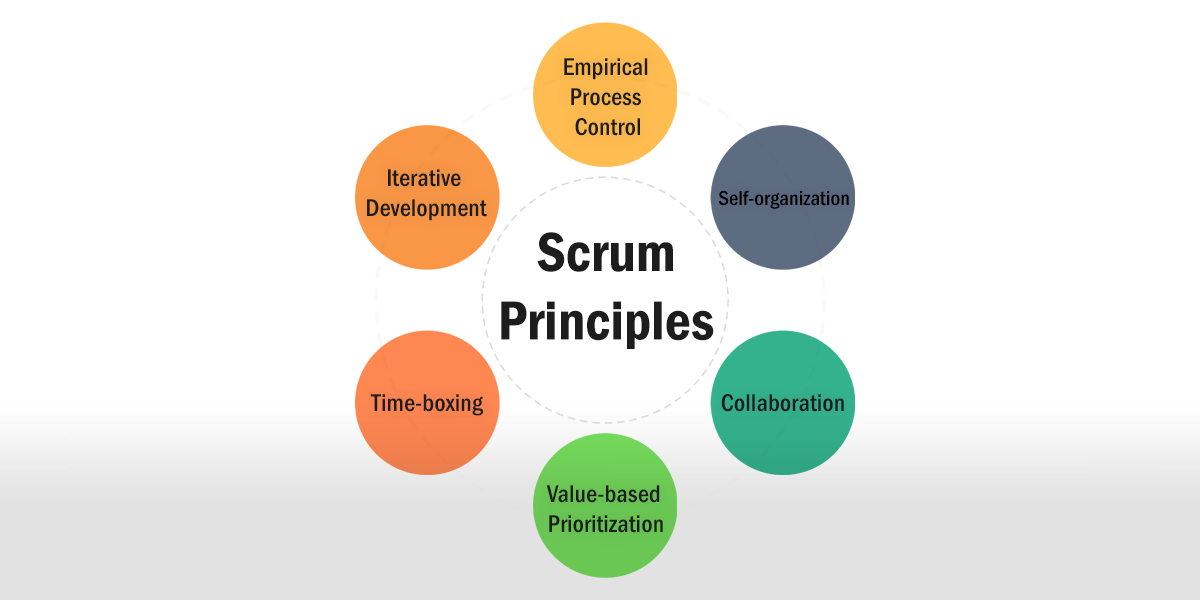 Scrum
Principles
Empirical
Process
Control
Self-organization
Collaboration
Value-based
Prioritization
Time-boxing
Iterative
Development